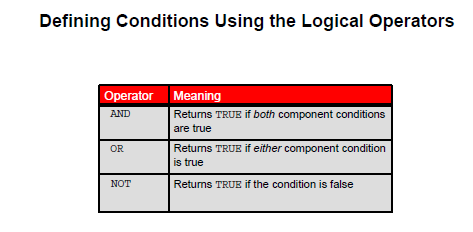 Defining Conditions Using the Logical Operators
Operator Meaning
AND Returns TRUE if both component conditions
are true
OR Returns TRUE if either component condition
is true
NOT Returns TRUE if the condition is false